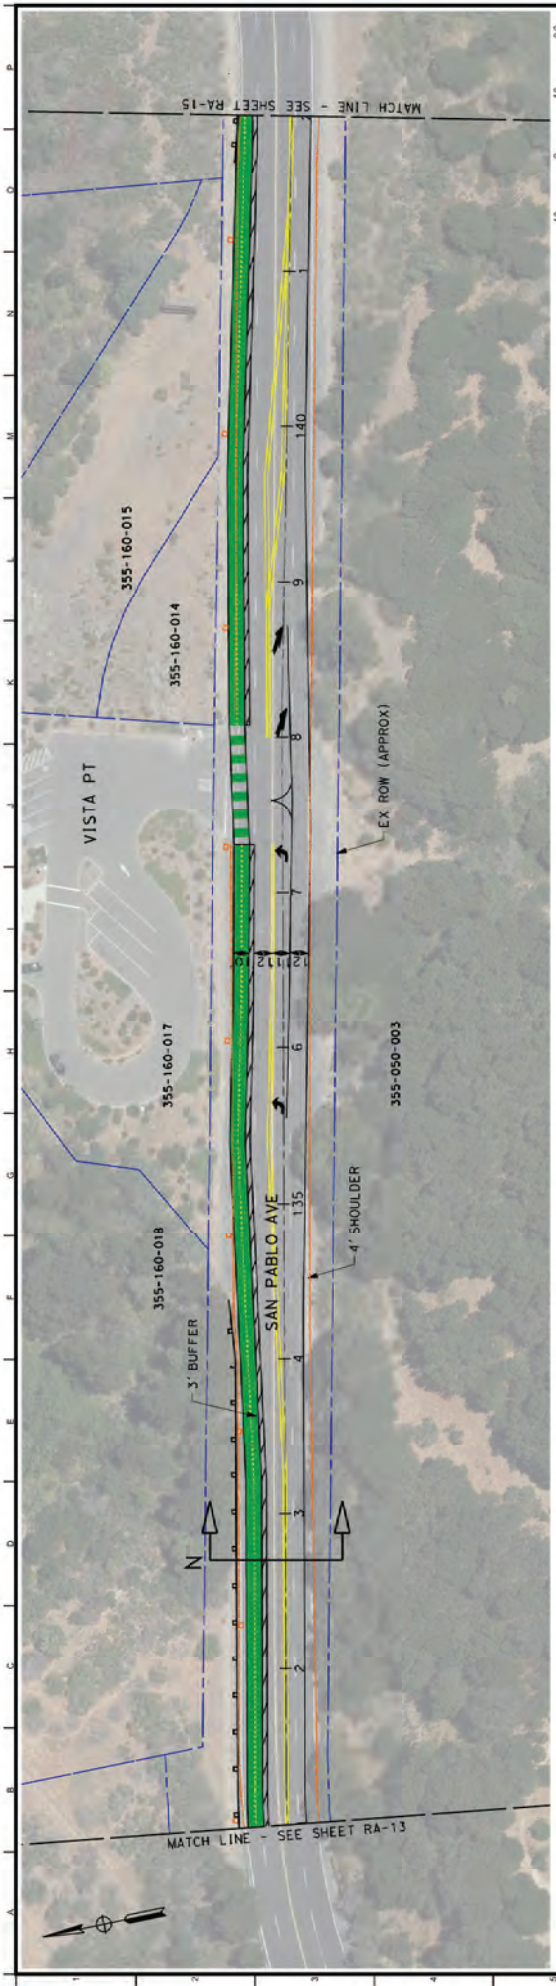 A B C D E F G H J K L M N O P
355-160-018
355-160-017
VISTA PT
355-160-014
355-160-015
3' BUFFER
N
SAN PABLO AVE
2 3 4 135 6 7 8 9 140 1
4' SHOULDER
EX ROW (APPROX)
355-050-003
MATCH LINE - SEE SHEET RA-13
MATCH LINE - SEE SHEET RA-15
1
2
3
4
5